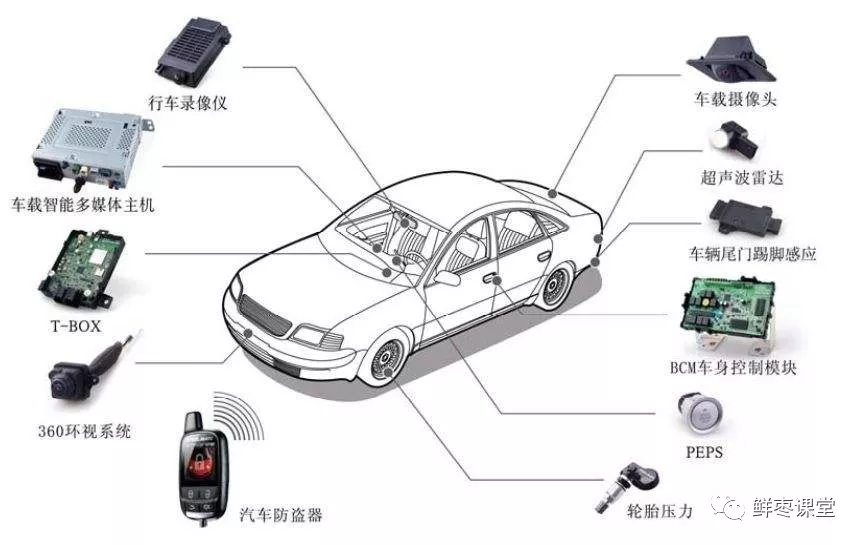 行车录像仪
车载摄像头
车载智能多媒体主机
超声波雷达
车辆尾门踢脚感应
T-BOX
BCM车身控制模块
360环视系统
PEPS
汽车防盗器
轮胎压力
鲜枣课堂